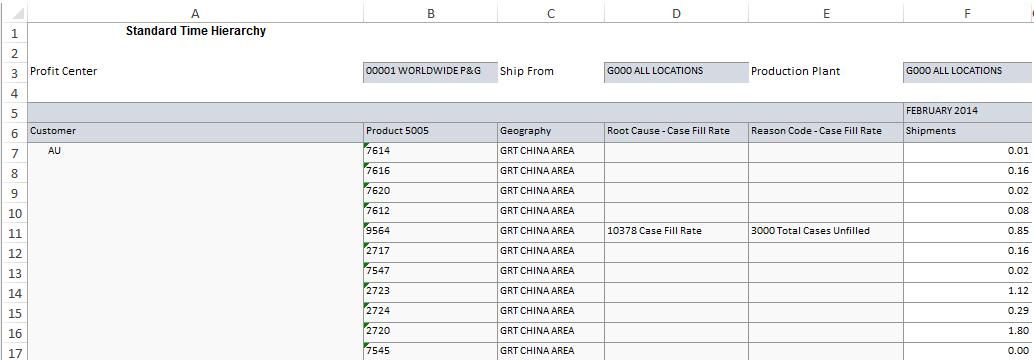 A B C D E F
1 Standard Time Hierarchy
2
3 Profit Center 00001 WORLDWIDE P&G Ship From G000 ALL LOCATIONS Production Plant G000 ALL LOCATIONS
4
5 FEBRUARY 2014
6 Customer Product 5005 Geography Root Cause - Case Fill Rate Reason Code - Case Fill Rate Shipments
7 AU 7614 GRT CHINA AREA 0.01
8 7616 GRT CHINA AREA 0.16
9 7620 GRT CHINA AREA 0.02
10 7612 GRT CHINA AREA 0.08
11 9564 GRT CHINA AREA 10378 Case Fill Rate 3000 Total Cases Unfilled 0.85
12 2717 GRT CHINA AREA 0.16
13 7547 GRT CHINA AREA 0.02
14 2723 GRT CHINA AREA 1.12
15 2724 GRT CHINA AREA 0.29
16 2720 GRT CHINA AREA 1.80
17 7545 GRT CHINA AREA 0.00